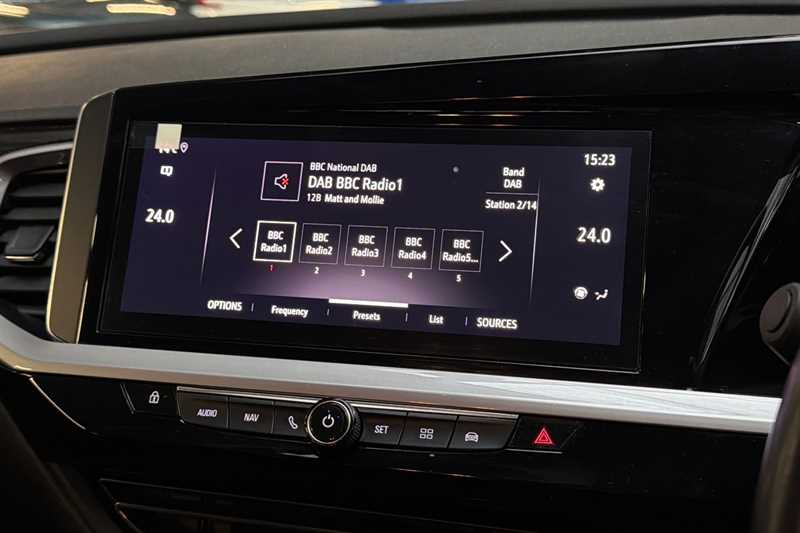 15:23
BBC National DAB
DAB BBC Radio1
12B Matt and Mollie
Band
DAB
Station 2/14
24.0
24.0
BBC
Radio1
BBC
Radio2
BBC
Radio3
BBC
Radio4
BBC
Radio5...
1
2
3
4
5
OPTIONS
Frequency
Presets
List
SOURCES
AUDIO
NAV
SET